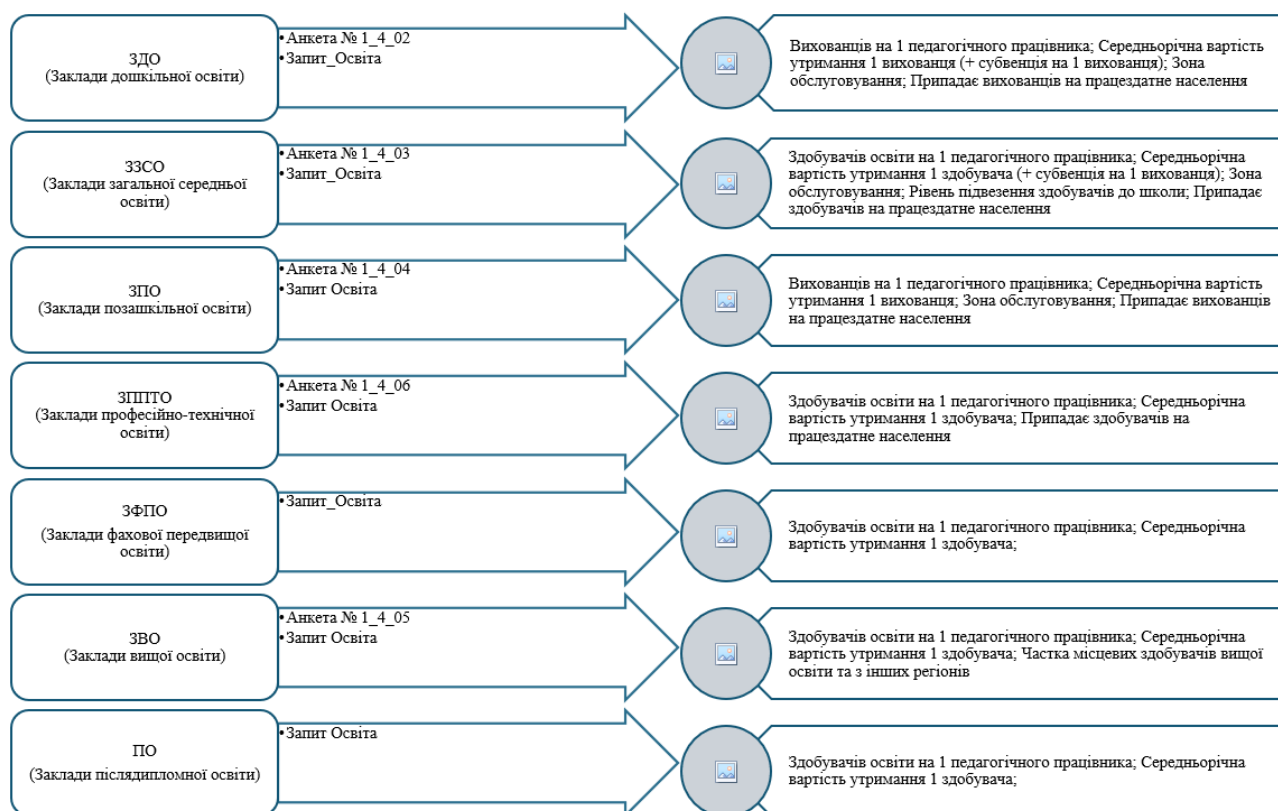 ЗДО
(Заклади дошкільної освіти)
•Анкета № 1_4_02
•Запит_Освіта
Вихованців на 1 педагогічного працівника; Середньорічна вартість
утримання 1 вихованця (+ субвенція на 1 вихованця); Зона
обслуговування; Припадає вихованців на працездатне населення
ЗЗСО
(Заклади загальної середньої
освіти)
•Анкета № 1_4_03
•Запит_Освіта
Здобувачів освіти на 1 педагогічного працівника; Середньорічна
вартість утримання 1 здобувача (+ субвенція на 1 вихованця); Зона
обслуговування; Рівень підвезення здобувачів до школи; Припадає
здобувачів на працездатне населення
ЗПО
(Заклади позашкільної освіти)
•Анкета № 1_4_04
•Запит Освіта
Вихованців на 1 педагогічного працівника; Середньорічна вартість
утримання 1 вихованця; Зона обслуговування; Припадає вихованців
на працездатне населення
ЗППТО
(Заклади професійно-технічної
освіти)
•Анкета № 1_4_06
•Запит Освіта
Здобувачів освіти на 1 педагогічного працівника; Середньорічна
вартість утримання 1 здобувача; Припадає здобувачів на
працездатне населення
ЗФПО
(Заклади фахової передвищої
освіти)
•Запит_Освіта
Здобувачів освіти на 1 педагогічного працівника; Середньорічна
вартість утримання 1 здобувача;
ЗВО
(Заклади вищої освіти)
•Анкета № 1_4_05
•Запит Освіта
Здобувачів освіти на 1 педагогічного працівника; Середньорічна
вартість утримання 1 здобувача; Частка місцевих здобувачів вищої
освіти та з інших регіонів
ПО
(Заклади післядипломної освіти)
•Запит Освіта
Здобувачів освіти на 1 педагогічного працівника; Середньорічна
вартість утримання 1 здобувача;